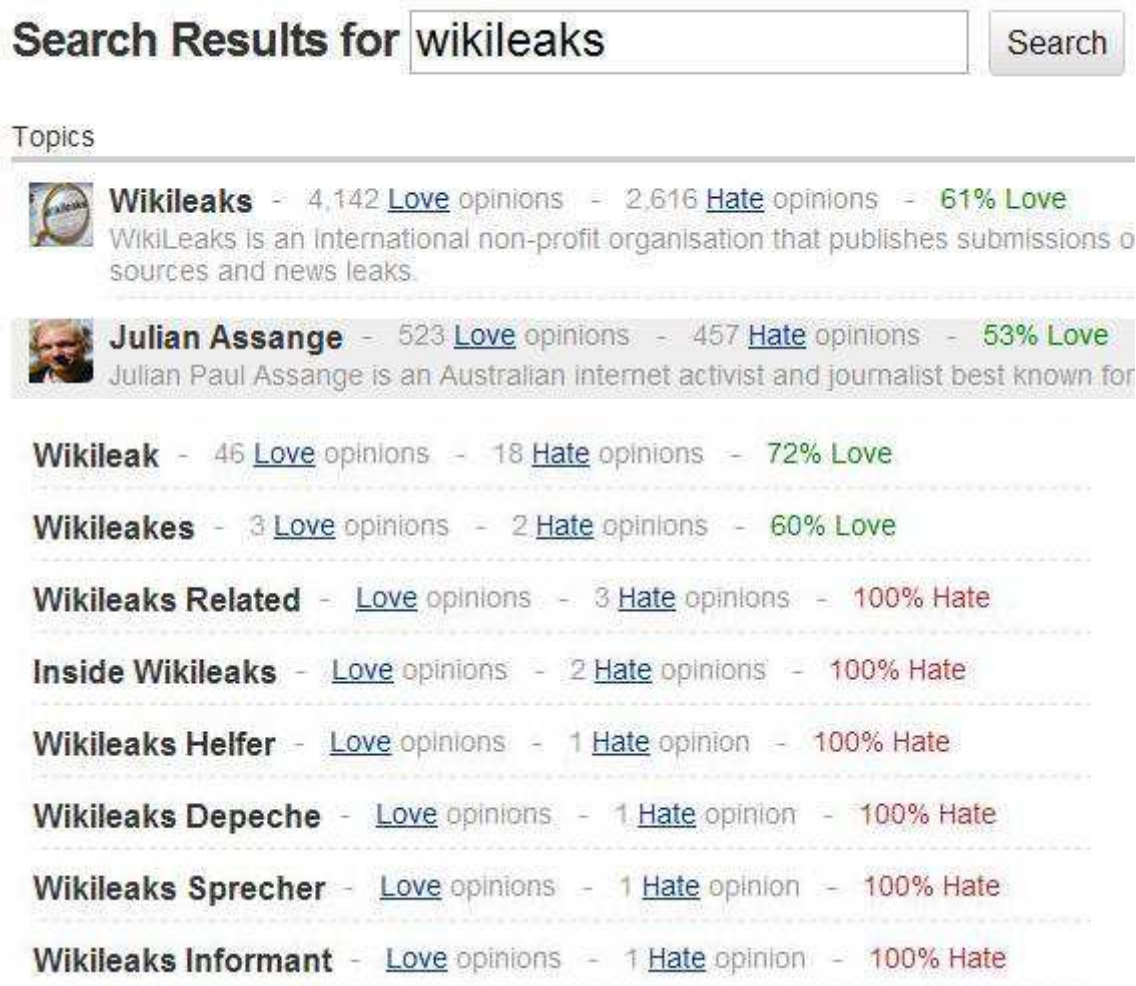 Search Results for wikileaks Search
Topics
Wikileaks - 4,142 Love opinions - 2,616 Hate opinions - 61% Love
WikiLeaks is an international non-profit organisation that publishes submissions o
sources and news leaks.
Julian Assange - 523 Love opinions - 457 Hate opinions - 53% Love
Julian Paul Assange is an Australian internet activist and journalist best known for
Wikileak - 46 Love opinions - 18 Hate opinions - 72% Love
Wikileakes - 3 Love opinions - 2 Hate opinions - 60% Love
Wikileaks Related - Love opinions - 3 Hate opinions - 100% Hate
Inside Wikileaks - Love opinions - 2 Hate opinions - 100% Hate
Wikileaks Helfer - Love opinions - 1 Hate opinion - 100% Hate
Wikileaks Depeche - Love opinions - 1 Hate opinion - 100% Hate
Wikileaks Sprecher - Love opinions - 1 Hate opinion - 100% Hate
Wikileaks Informant - Love opinions - 1 Hate opinion - 100% Hate